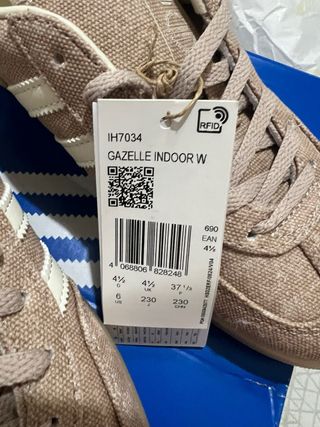 RFID
IH7034
GAZELLE INDOOR W
690
EAN
4½
4 068806 828248
4½ 4½ 37 1/3
D UK F
6 230 230
US J CHN